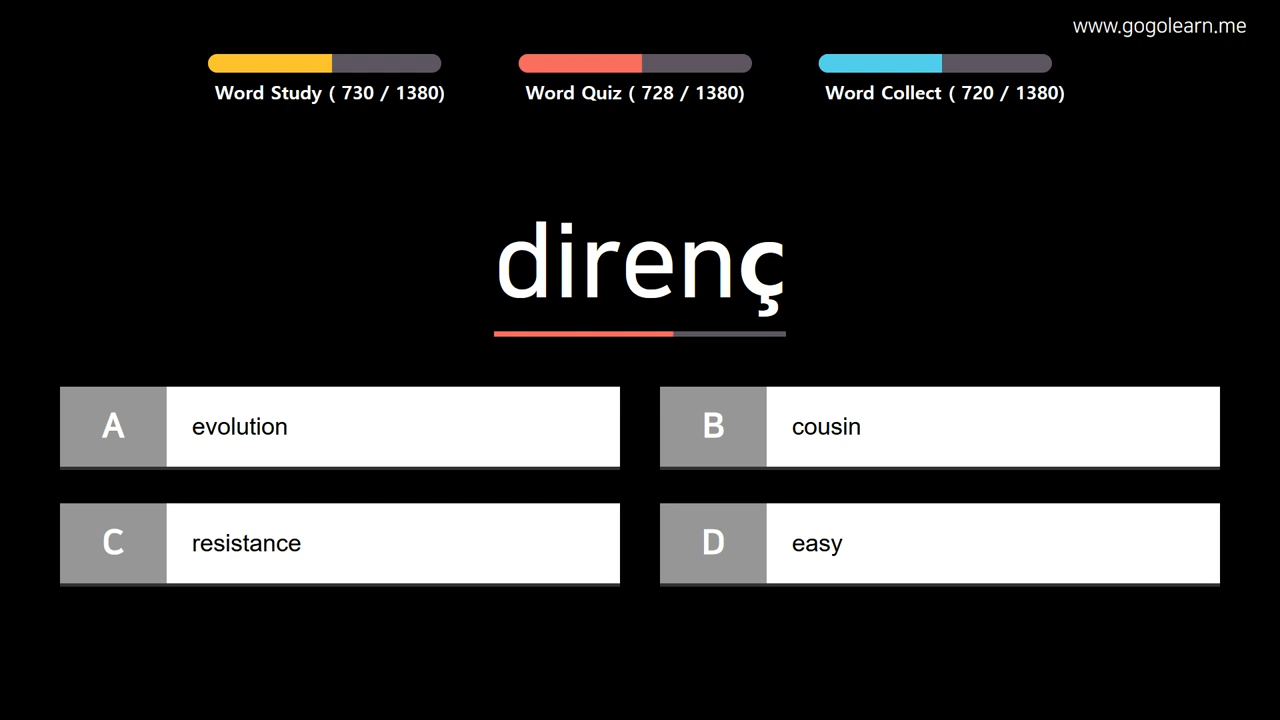 www.gogolearn.me
Word Study ( 730 / 1380)
Word Quiz ( 728 / 1380)
Word Collect ( 720 / 1380)
direnç
A evolution
B cousin
C resistance
D easy